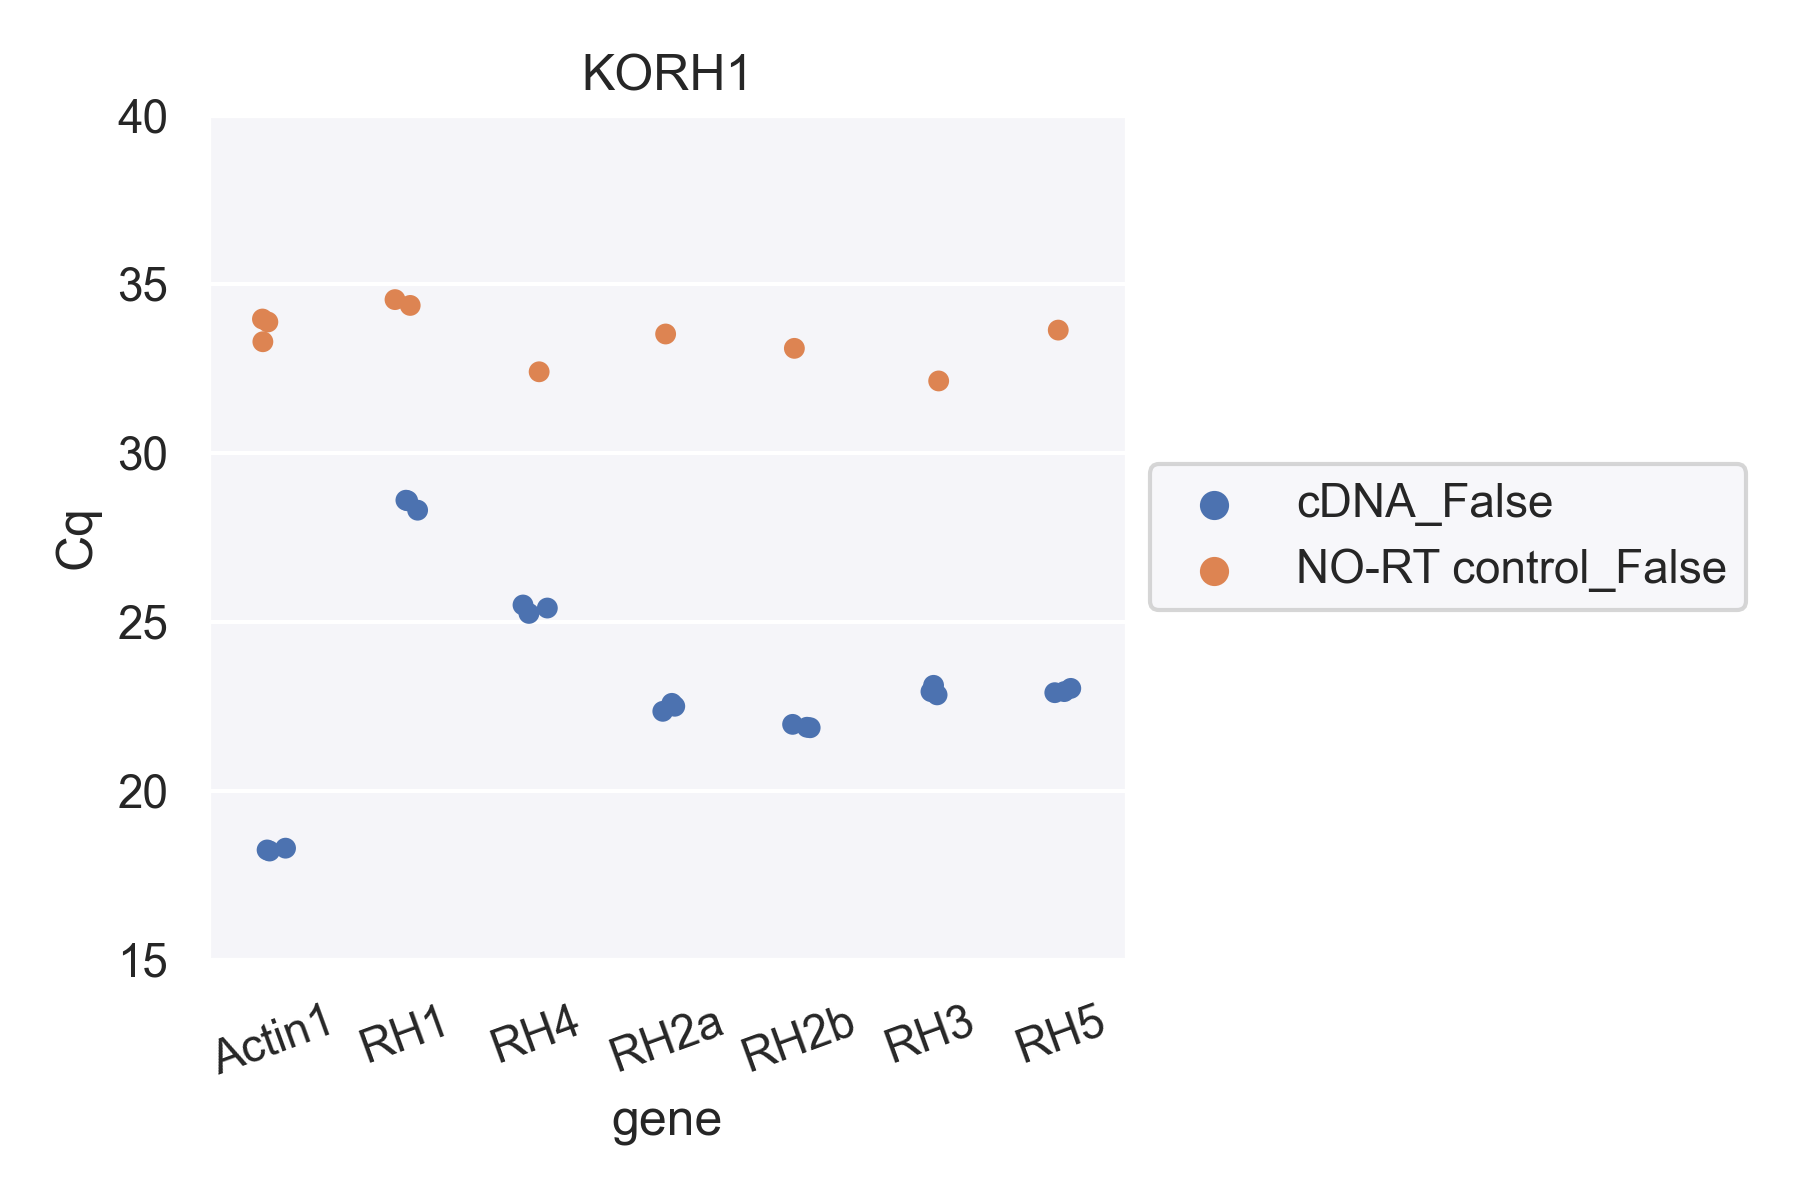 KORH1
40
35
30
25
20
15
Cq
Actin1 RH1 RH4 RH2a RH2b RH3 RH5
gene
cDNA_False
NO-RT control_False